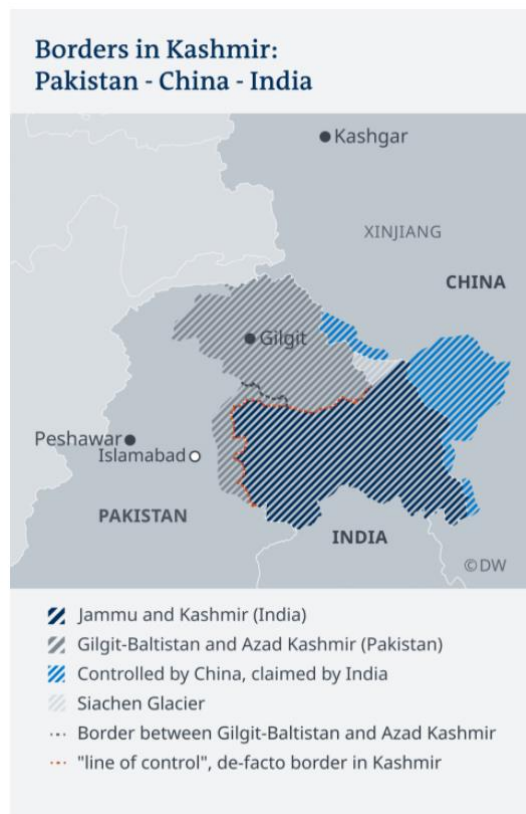 Borders in Kashmir:
Pakistan - China - India
Kashgar
XINJIANG
CHINA
Gilgit
Peshawar
Islamabad
PAKISTAN
INDIA
©DW
Jammu and Kashmir (India)
Gilgit-Baltistan and Azad Kashmir (Pakistan)
Controlled by China, claimed by India
Siachen Glacier
Border between Gilgit-Baltistan and Azad Kashmir
"line of control", de-facto border in Kashmir